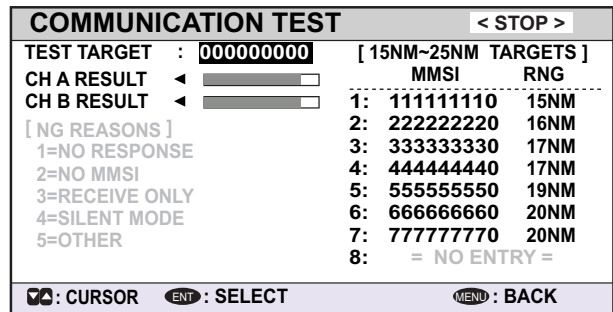 COMMUNICATION TEST < STOP >
TEST TARGET : 000000000
CH A RESULT ◄
CH B RESULT ◄
[ NG REASONS ]
1=NO RESPONSE
2=NO MMSI
3=RECEIVE ONLY
4=SILENT MODE
5=OTHER
[ 15NM~25NM TARGETS ]
MMSI RNG
1: 111111110 15NM
2: 222222220 16NM
3: 333333330 17NM
4: 444444440 17NM
5: 555555550 19NM
6: 666666660 20NM
7: 777777770 20NM
8: = NO ENTRY =
▼▲: CURSOR ENT : SELECT MENU : BACK